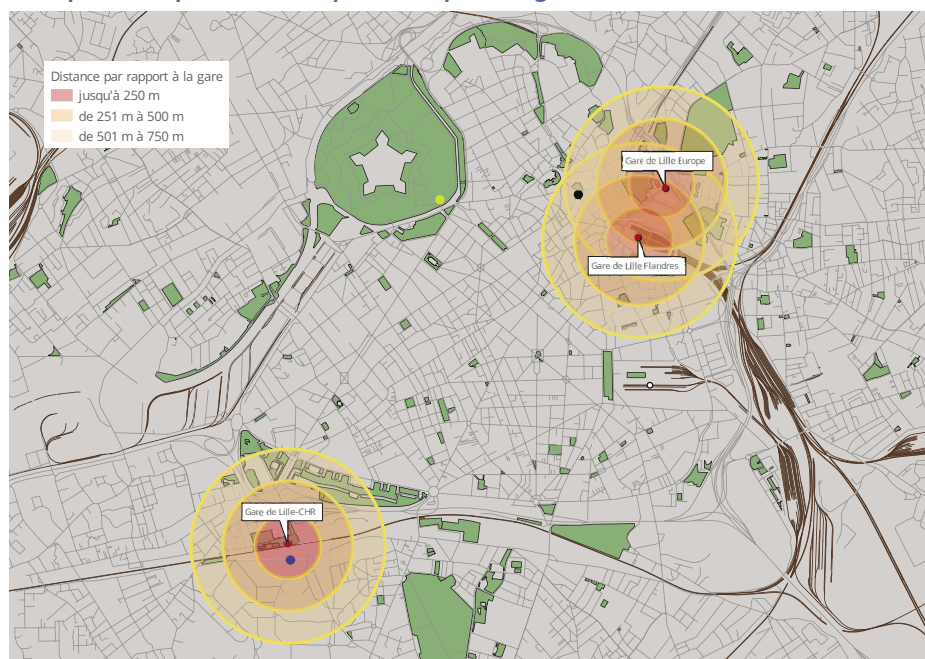 Distance par rapport à la gare
jusqu'à 250 m
de 251 m à 500 m
de 501 m à 750 m
Gare de Lille Europe
Gare de Lille Flandres
Gare de Lille-CHR